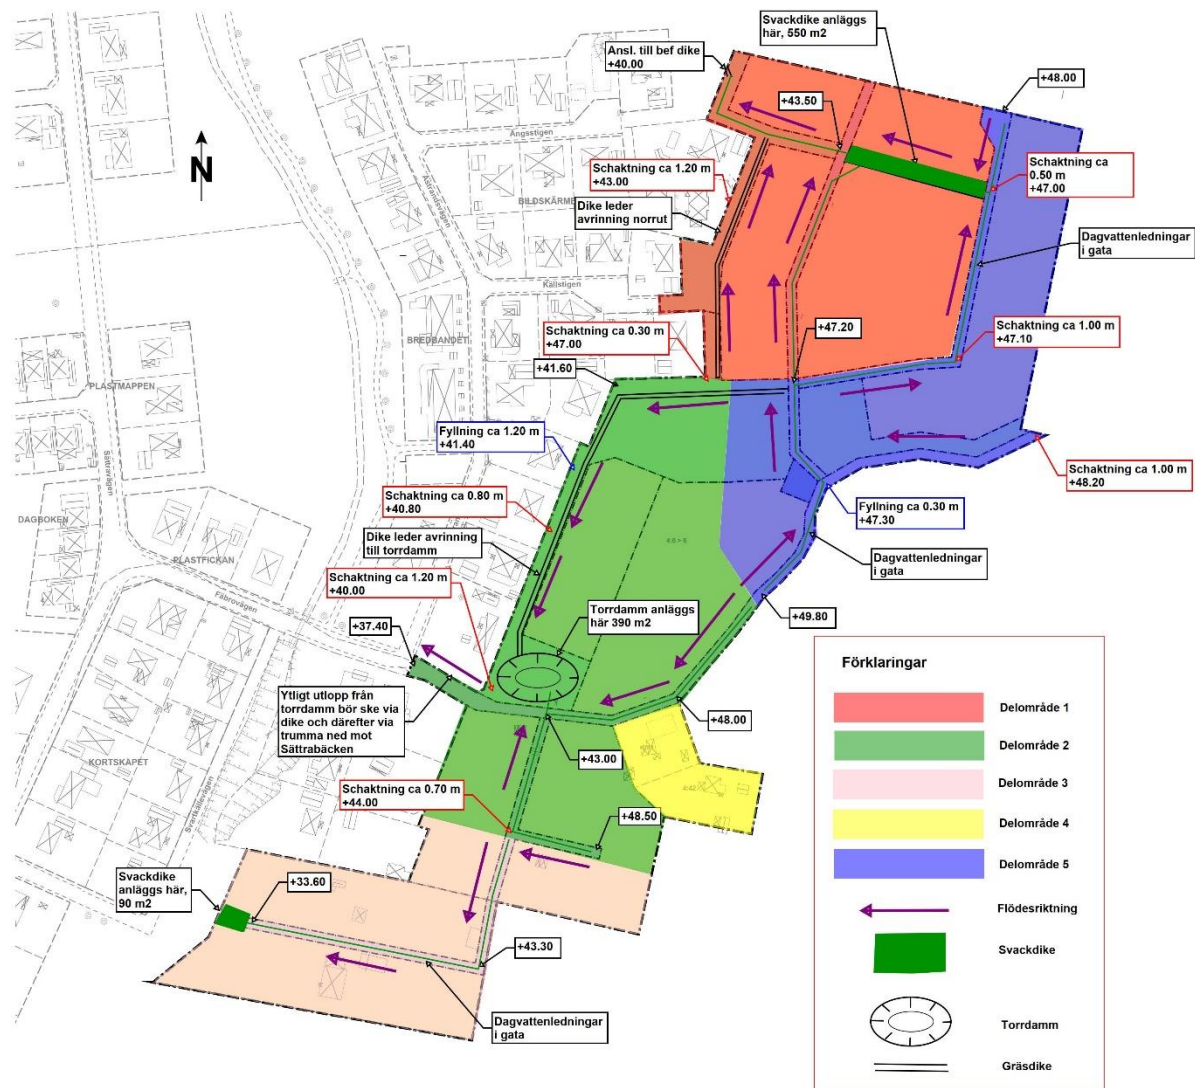 Svackdike anläggs
här, 550 m2
Ansl. till bef dike
+40.00
+48.00
+43.50
Ängsstigen
Schaktning ca 1.20 m
+43.00
Schaktning ca
0.50 m
+47.00
N
BILDSKÄRMEN
Dike leder
avrinning norrut
Åstrandsvägen
Dagvattenledningar
i gata
Källstigen
Schaktning ca 0.30 m
+47.00
+47.20
Schaktning ca 1.00 m
+47.10
BREDBANDET
+41.60
PLASTMAPPEN
Fyllning ca 1.20 m
+41.40
Sättravägen
Schaktning ca 1.00 m
+48.20
Schaktning ca 0.80 m
+40.80
Fyllning ca 0.30 m
+47.30
DAGBOKEN
Dike leder avrinning
till torrdamm
PLASTFICKAN
Dagvattenledningar
i gata
Schaktning ca 1.20 m
+40.00
Fäbrovägen
Torrdamm anläggs
här 390 m2
+49.80
+37.40
Ytligt utlopp från
torrdamm bör ske via
dike och därefter via
trumma ned mot
Sättrabäcken
+48.00
+43.00
KORTSKAPET
Svartkällevägen
Schaktning ca 0.70 m
+44.00
+48.50
Svackdike
anläggs här,
90 m2
+33.60
+43.30
Dagvattenledningar
i gata
Förklaringar
Delområde 1
Delområde 2
Delområde 3
Delområde 4
Delområde 5
Flödesriktning
Svackdike
Torrdamm
Gräsdike